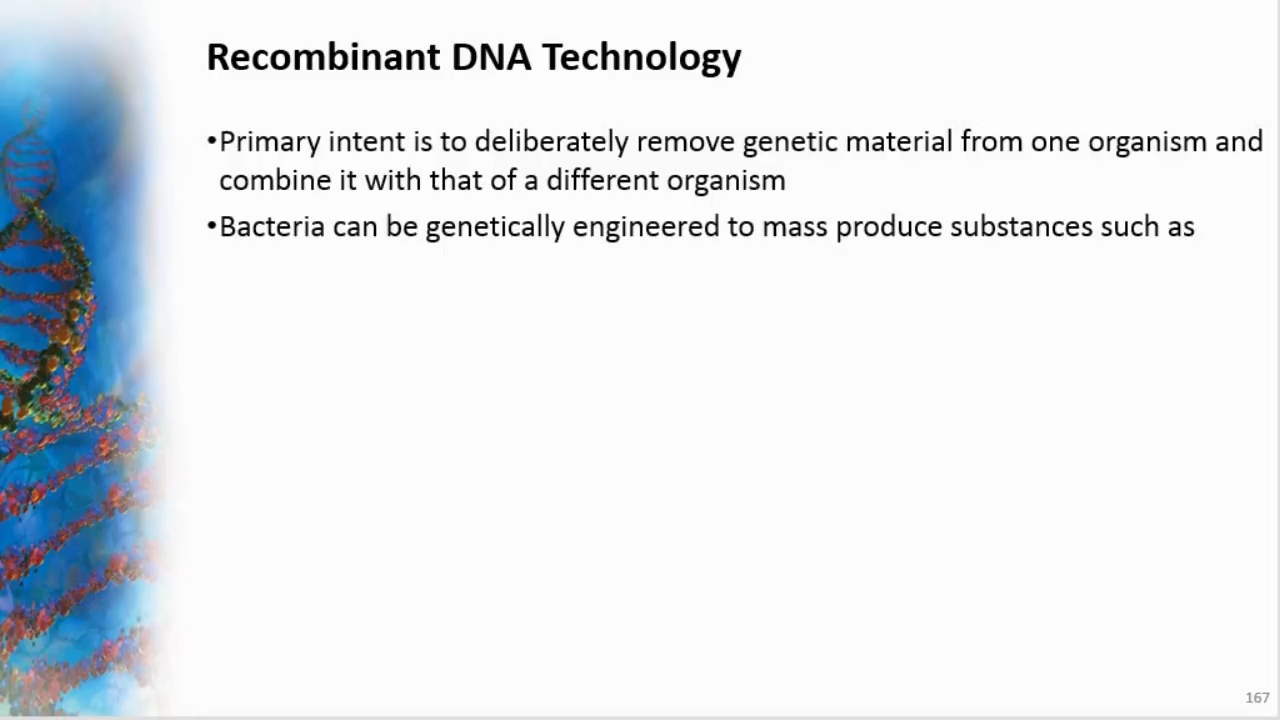 Recombinant DNA Technology
•Primary intent is to deliberately remove genetic material from one organism and
combine it with that of a different organism
•Bacteria can be genetically engineered to mass produce substances such as
167